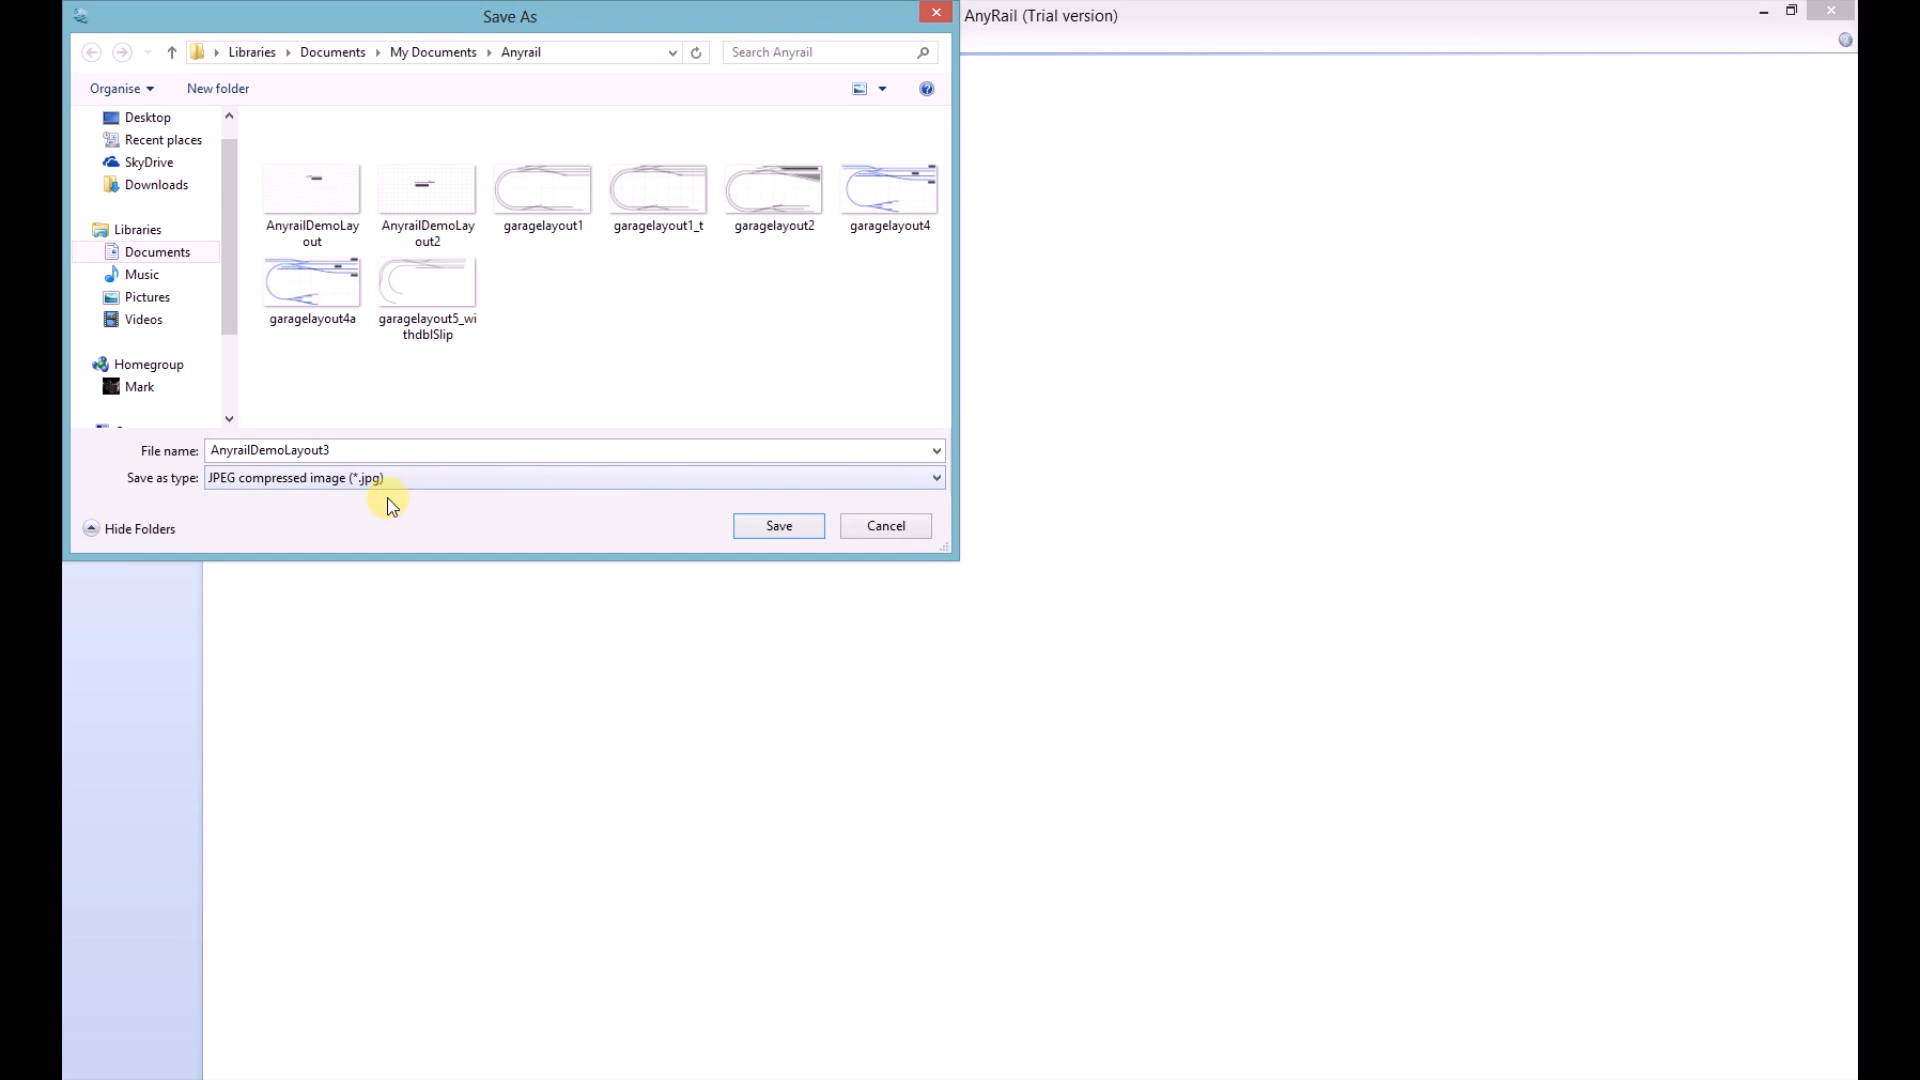 Save As
AnyRail (Trial version)
Libraries
Documents
My Documents
Anyrail
Search Anyrail
Organise
New folder
Desktop
Recent places
SkyDrive
Downloads
Libraries
Documents
Music
Pictures
Videos
Homegroup
Mark
AnyrailDemoLay
out
AnyrailDemoLay
out2
garagelayout1
garagelayout1_t
garagelayout2
garagelayout4
garagelayout4a
garagelayout5_wi
thdblSlip
File name: AnyrailDemoLayout3
Save as type: JPEG compressed image (*.jpg)
Hide Folders
Save
Cancel